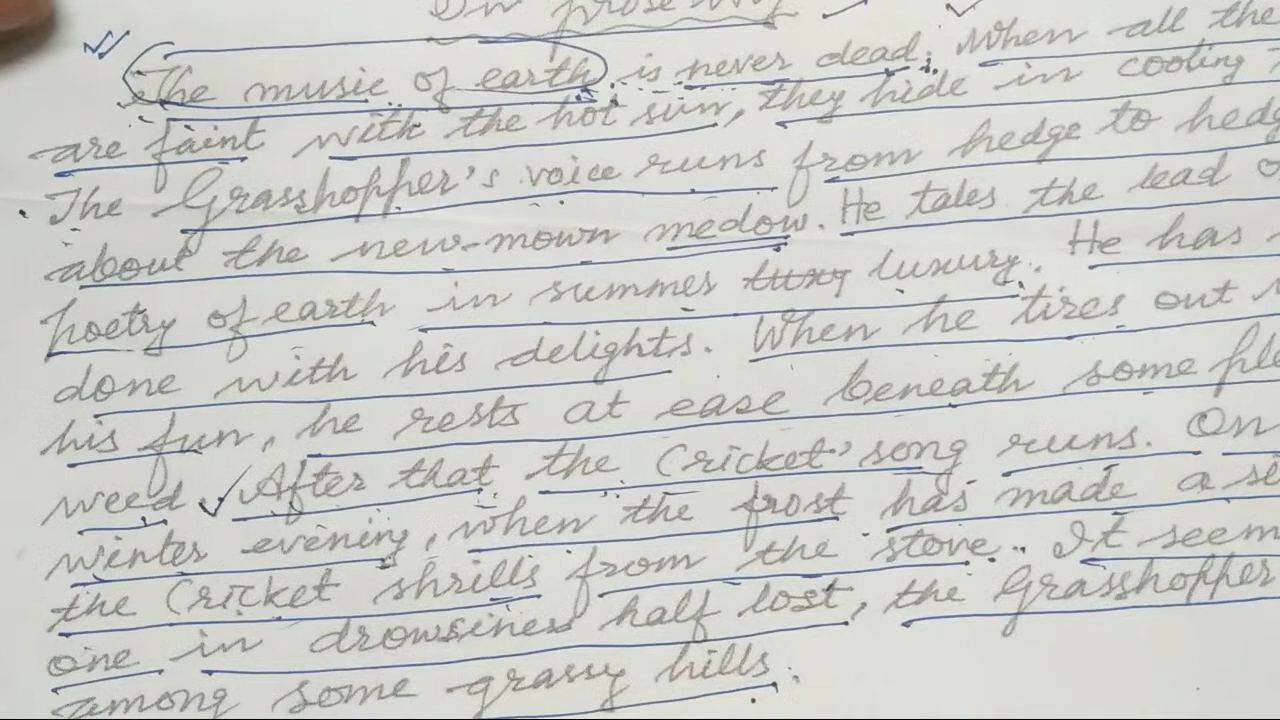 In prose
The music of earth is never dead; When all the
are faint with the hot sun, they hide in cooling
The Grasshopper's voice runs from hedge to hedg
about the new-mown medow. He takes the lead o
poetry of earth in summer luxury. He has
done with his delights. When he tires out
his fun, he rests at ease beneath some ple
weed. After that the Cricket's song runs. On
winter evening, when the frost has made a si
the Cricket shrills from the stove. It seem
one in drowsiness half lost, the Grasshopper
among some grassy hills.